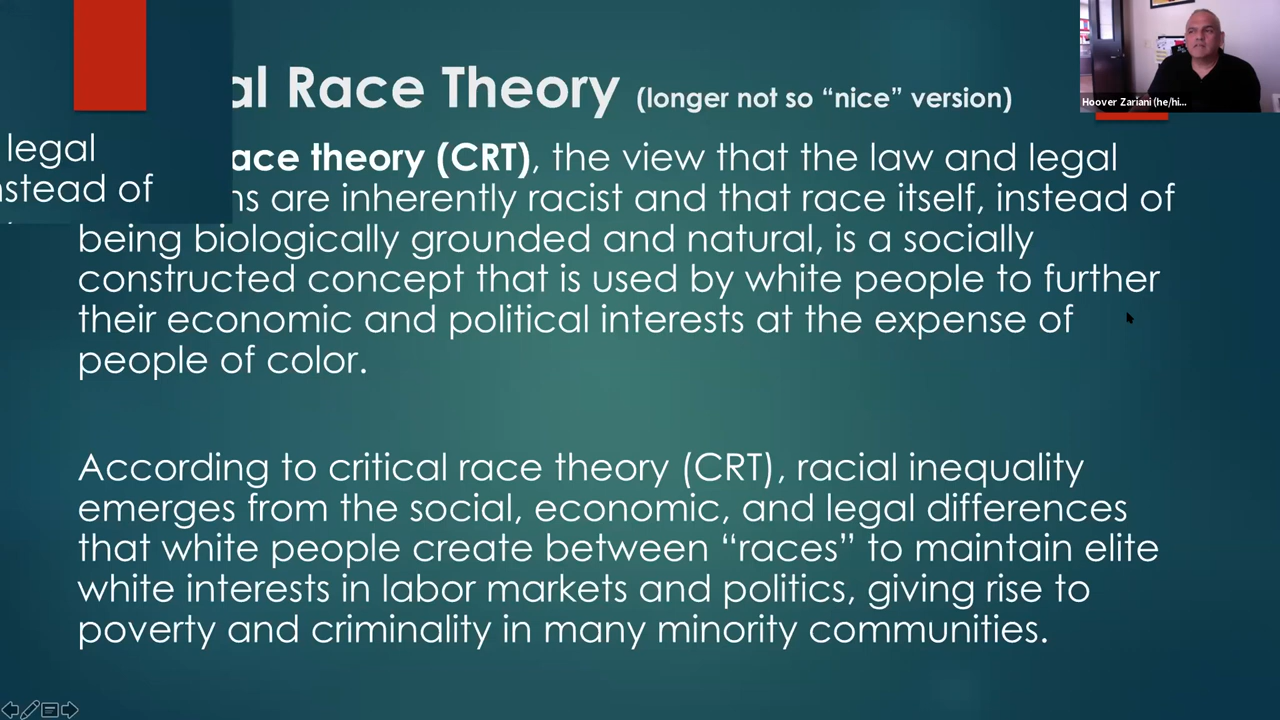 al Race Theory (longer not so “nice” version)
Hoover Zariani (he/hi...
legal
nstead of
ace theory (CRT), the view that the law and legal
ns are inherently racist and that race itself, instead of
being biologically grounded and natural, is a socially
constructed concept that is used by white people to further
their economic and political interests at the expense of
people of color.
According to critical race theory (CRT), racial inequality
emerges from the social, economic, and legal differences
that white people create between “races” to maintain elite
white interests in labor markets and politics, giving rise to
poverty and criminality in many minority communities.